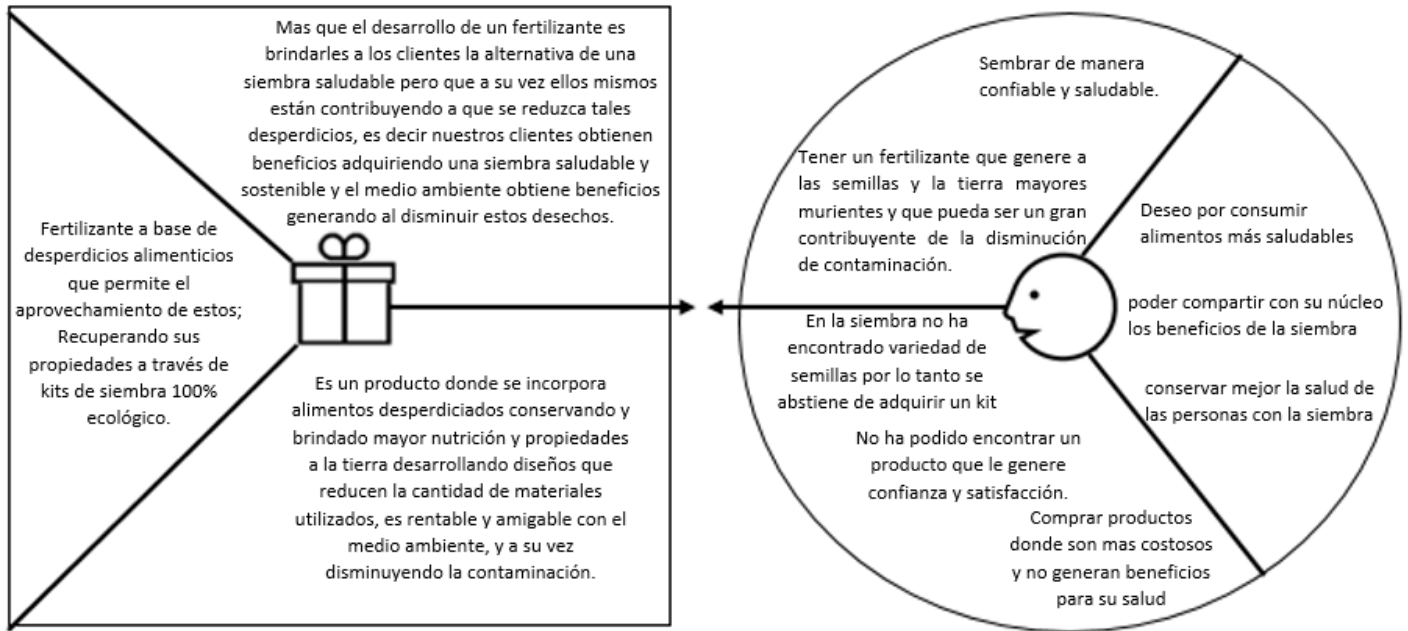 Mas que el desarrollo de un fertilizante es
brindarles a los clientes la alternativa de una
siembra saludable pero que a su vez ellos mismos
están contribuyendo a que se reduzca tales
desperdicios, es decir nuestros clientes obtienen
beneficios adquiriendo una siembra saludable y
sostenible y el medio ambiente obtiene beneficios
generando al disminuir estos desechos.
Fertilizante a base de
desperdicios alimenticios
que permite el
aprovechamiento de estos;
Recuperando sus
propiedades a través de
kits de siembra 100%
ecológico.
Es un producto donde se incorpora
alimentos desperdiciados conservando y
brindado mayor nutrición y propiedades
a la tierra desarrollando diseños que
reducen la cantidad de materiales
utilizados, es rentable y amigable con el
medio ambiente, y a su vez
disminuyendo la contaminación.
Sembrar de manera
confiable y saludable.
Tener un fertilizante que genere a
las semillas y la tierra mayores
murientes y que pueda ser un gran
contribuyente de la disminución
de contaminación.
Deseo por consumir
alimentos más saludables
poder compartir con su núcleo
los beneficios de la siembra
conservar mejor la salud de
las personas con la siembra
En la siembra no ha
encontrado variedad de
semillas por lo tanto se
abstiene de adquirir un kit
No ha podido encontrar un
producto que le genere
confianza y satisfacción.
Comprar productos
donde son mas costosos
y no generan beneficios
para su salud